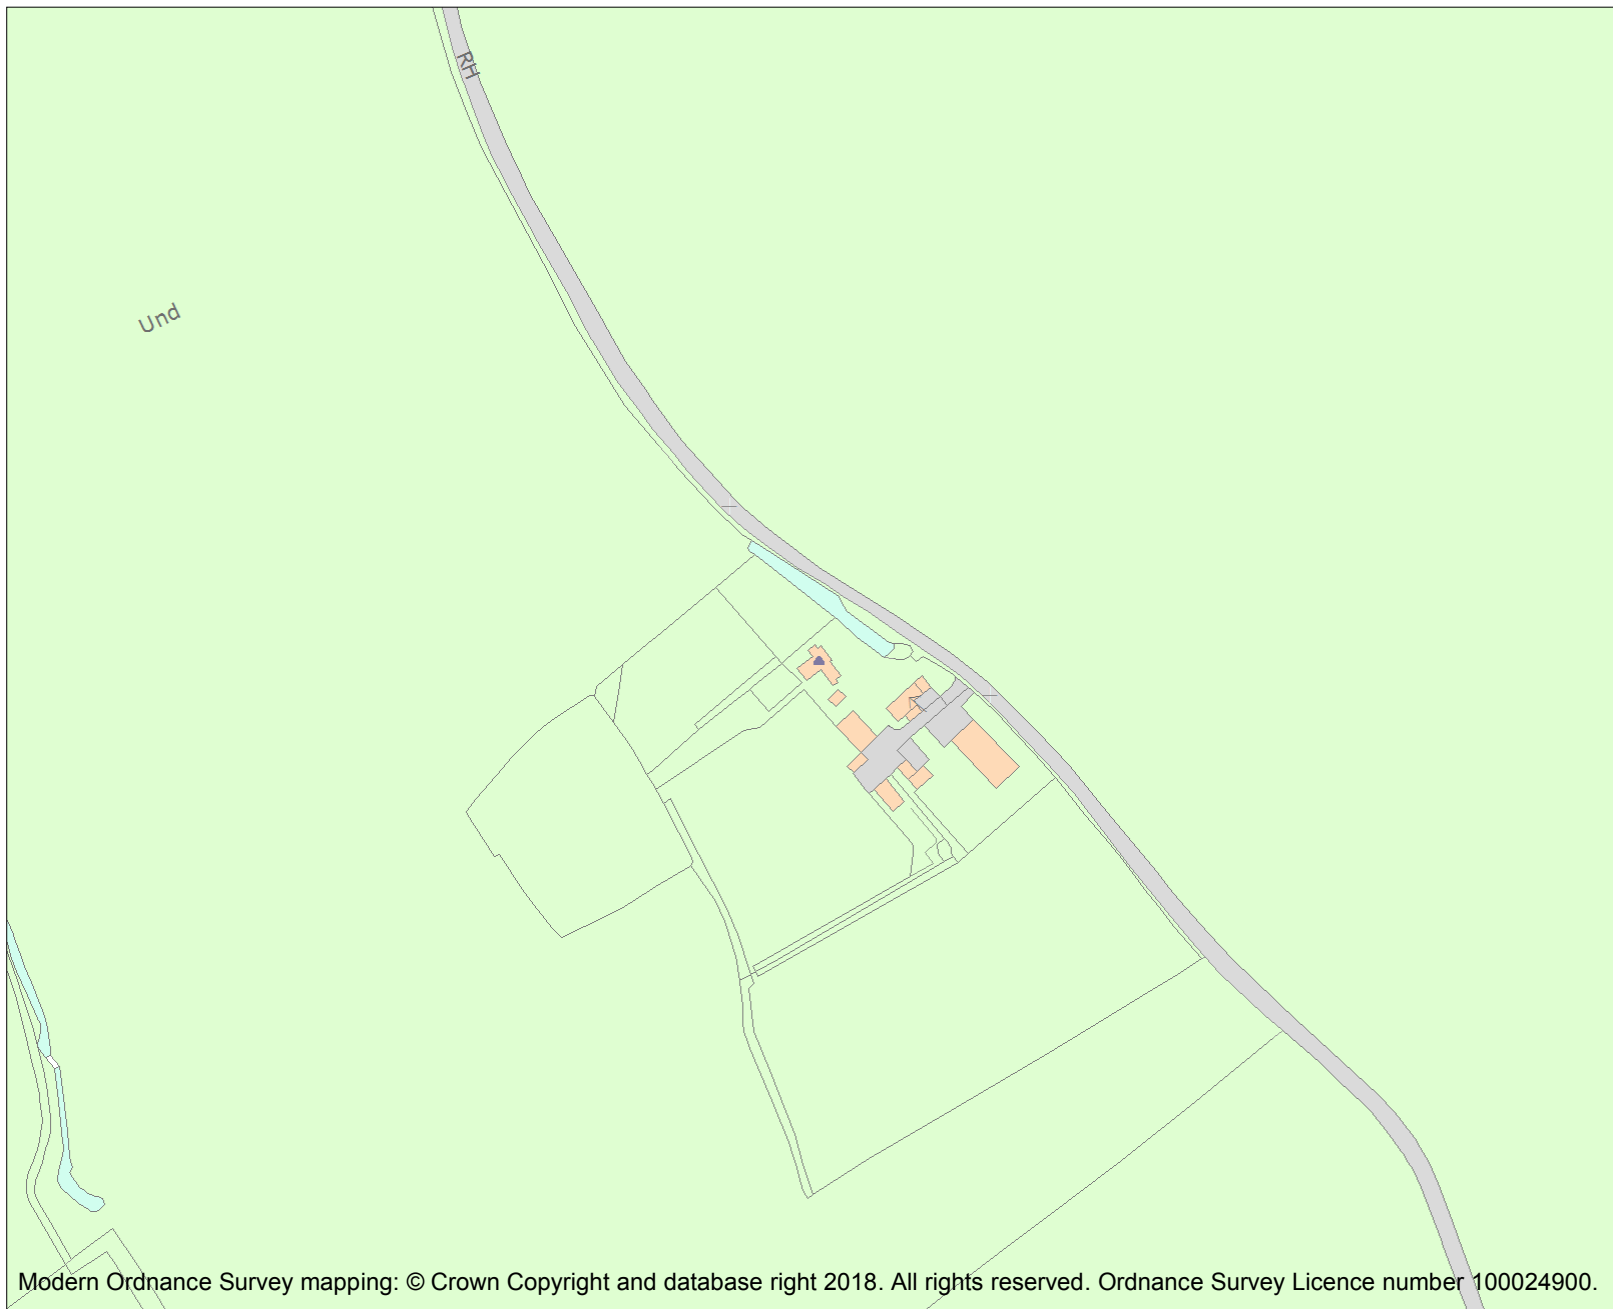 RH
Und
Modern Ordnance Survey mapping: © Crown Copyright and database right 2018. All rights reserved. Ordnance Survey Licence number 100024900.